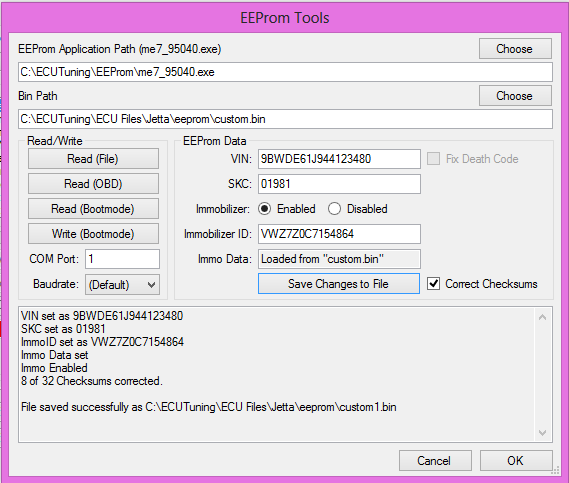 EEProm Tools
EEProm Application Path (me7_95040.exe)
Choose
C:\ECUTuning\EEProm\me7_95040.exe
Bin Path
Choose
C:\ECUTuning\ECU Files\Jetta\eeprom\custom.bin
Read/Write
Read (File)
Read (OBD)
Read (Bootmode)
Write (Bootmode)
COM Port: 1
Baudrate: (Default)
EEProm Data
VIN: 9BWDE61J944123480
Fix Death Code
SKC: 01981
Immobilizer: Enabled Disabled
Immobilizer ID: VWZ7Z0C7154864
Immo Data: Loaded from "custom.bin"
Save Changes to File
Correct Checksums
VIN set as 9BWDE61J944123480
SKC set as 01981
ImmoID set as VWZ7Z0C7154864
Immo Data set
Immo Enabled
8 of 32 Checksums corrected.
File saved successfully as C:\ECUTuning\ECU Files\Jetta\eeprom\custom1.bin
Cancel
OK